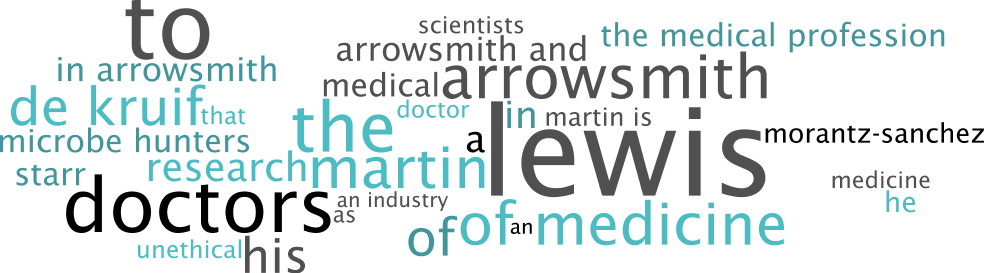 to
scientists
arrowsmith and
the medical profession
in arrowsmith
medical
arrowsmith
de kruif
that
doctor
in
martin is
the
lewis
microbe hunters
a
morantz-sanchez
research
martin
starr
medicine
doctors
an industry
he
as
of
of
an
medicine
unethical
his